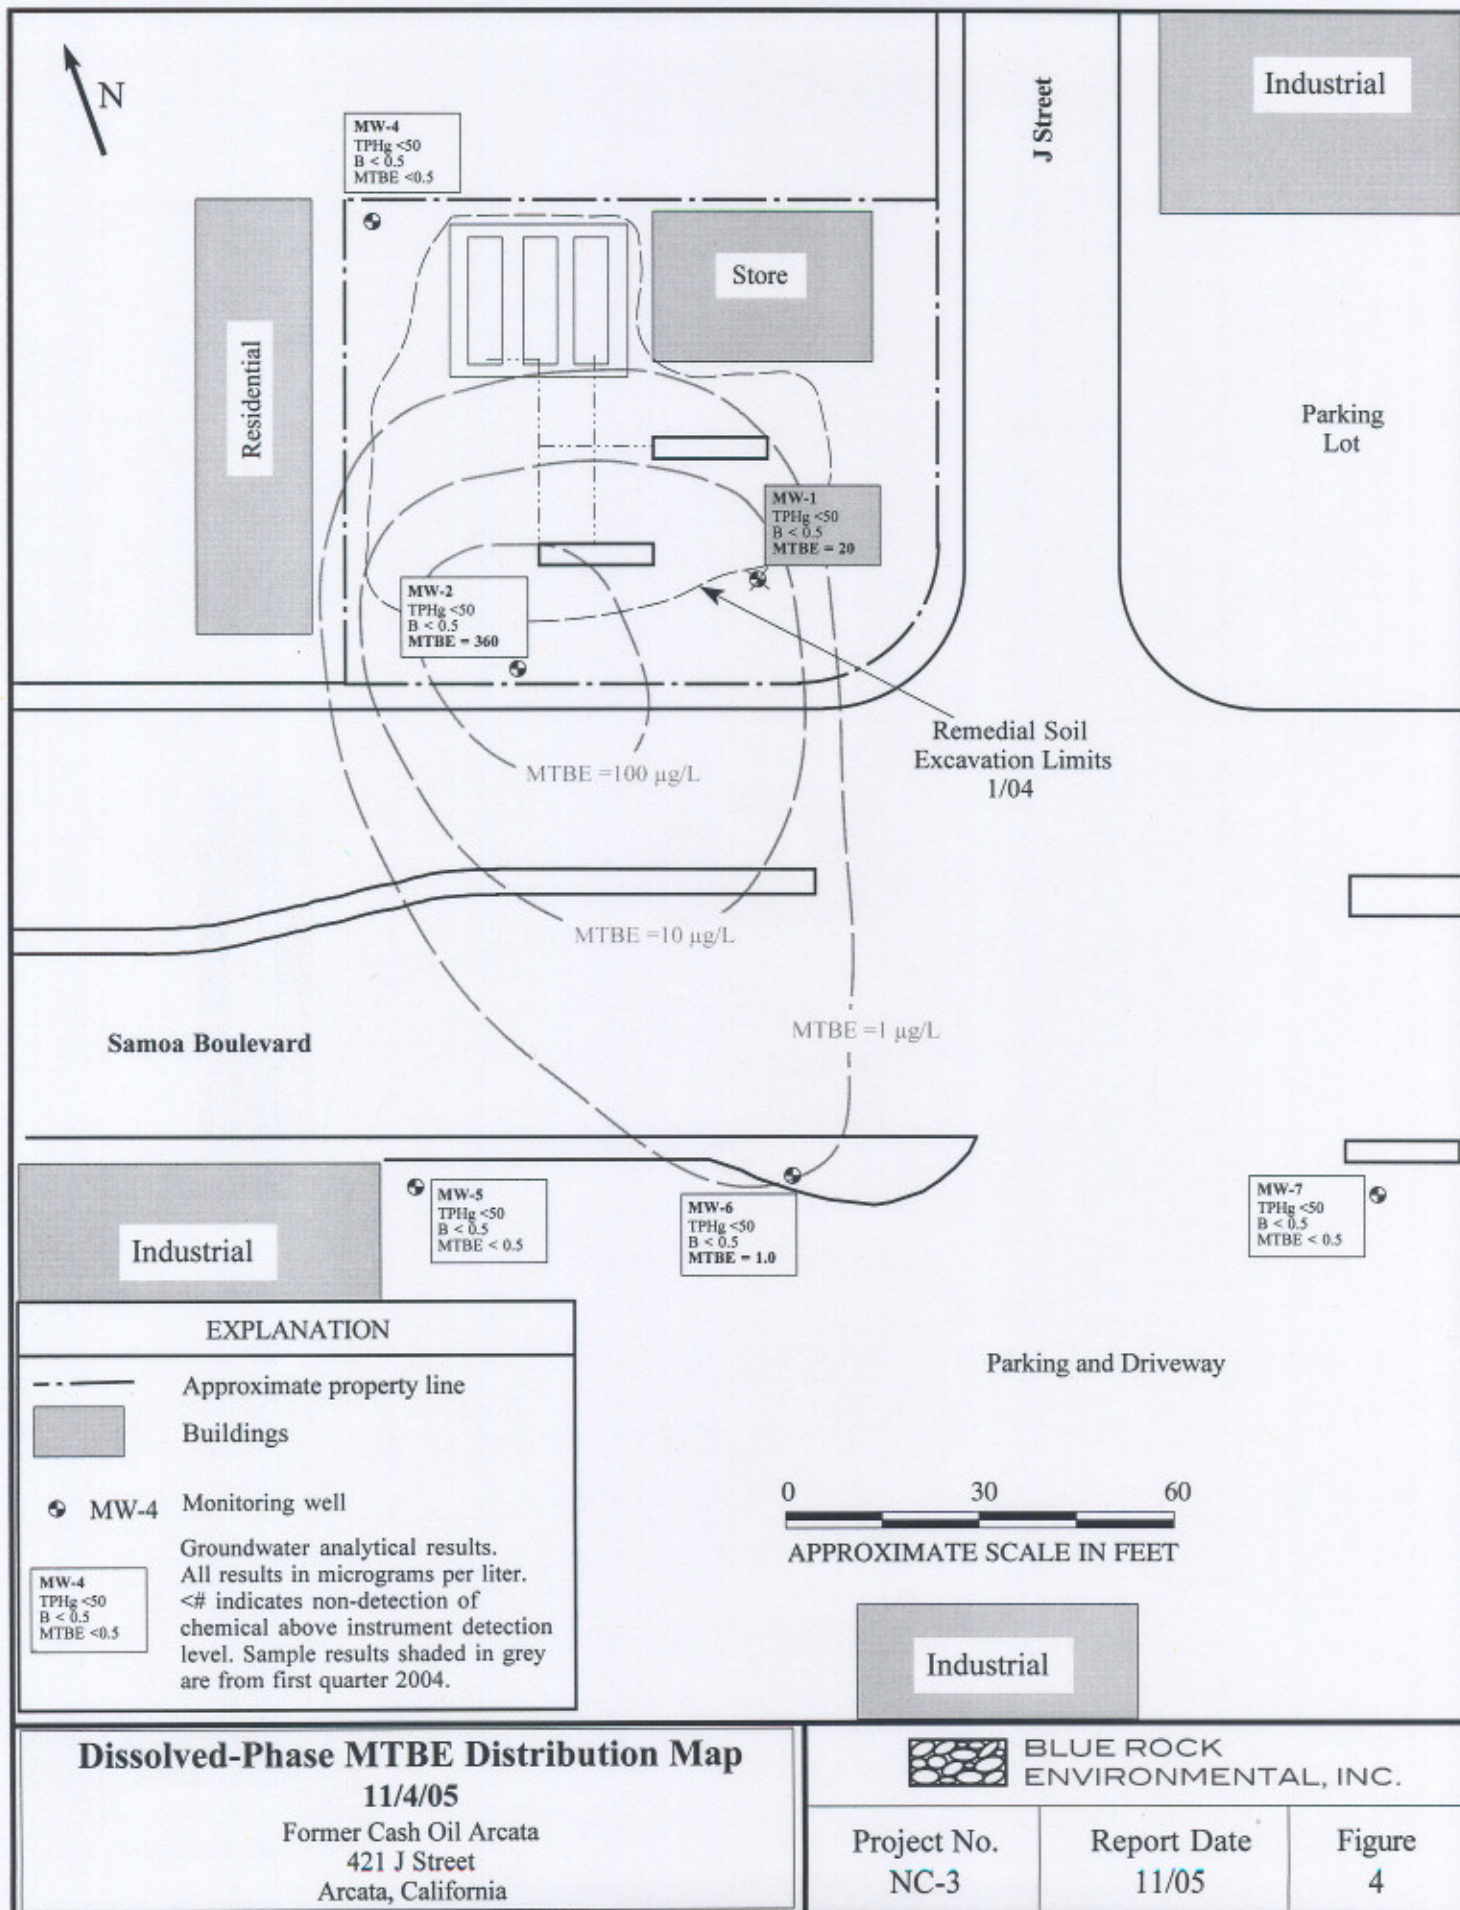 N
MW-4
TPHg <50
B < 0.5
MTBE <0.5
J Street
Industrial
Store
Residential
Parking
Lot
MW-1
TPHg <50
B < 0.5
MTBE = 20
MW-2
TPHg <50
B < 0.5
MTBE = 360
Remedial Soil
Excavation Limits
1/04
MTBE =100 µg/L
MTBE =10 µg/L
MTBE =1 µg/L
Samoa Boulevard
MW-5
TPHg <50
B < 0.5
MTBE < 0.5
MW-6
TPHg <50
B < 0.5
MTBE = 1.0
MW-7
TPHg <50
B < 0.5
MTBE < 0.5
Industrial
Parking and Driveway
EXPLANATION
Approximate property line
Buildings
MW-4 Monitoring well
MW-4
TPHg <50
B < 0.5
MTBE <0.5
Groundwater analytical results.
All results in micrograms per liter.
<# indicates non-detection of
chemical above instrument detection
level. Sample results shaded in grey
are from first quarter 2004.
0 30 60
APPROXIMATE SCALE IN FEET
Industrial
Dissolved-Phase MTBE Distribution Map
11/4/05
Former Cash Oil Arcata
421 J Street
Arcata, California
BLUE ROCK
ENVIRONMENTAL, INC.
Project No.
NC-3
Report Date
11/05
Figure
4